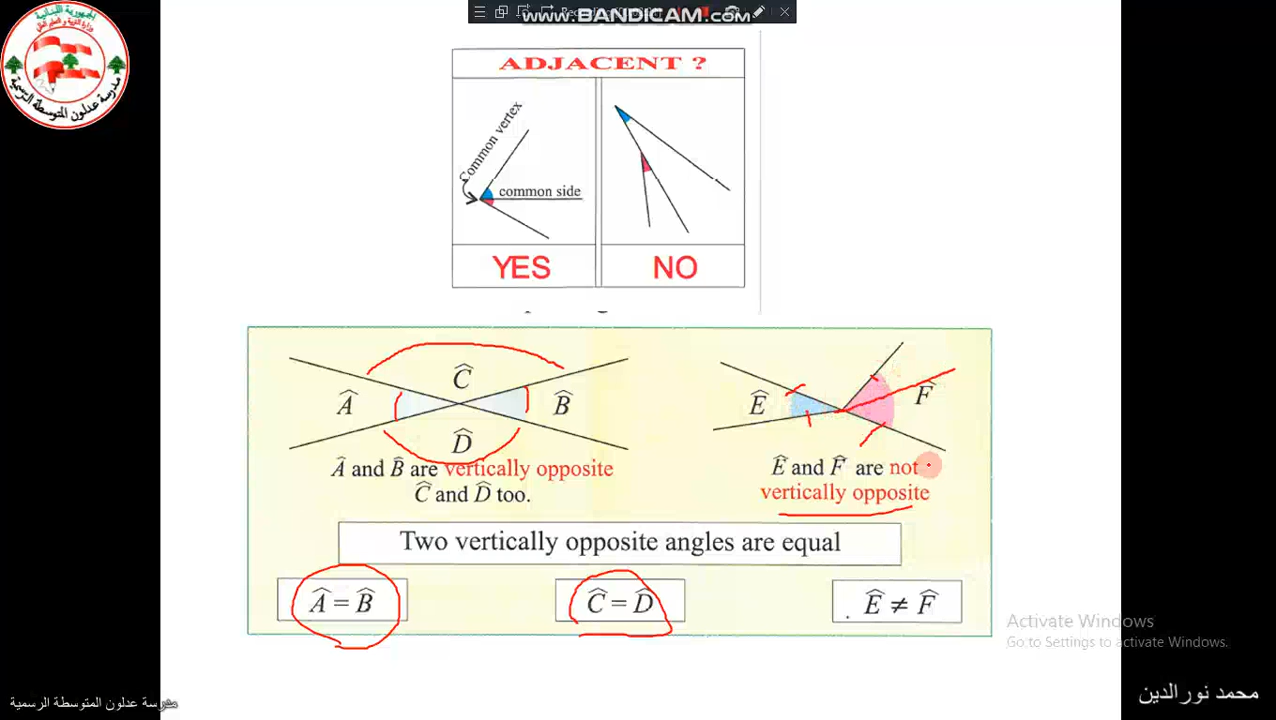 الجمهورية اللبنانية
مدرسة عدلون المتوسطة الرسمية
www.BANDICAM.com
ADJACENT ?
Common vertex
common side
YES
NO
Ĉ
Â
B̂
D̂
Ê
F̂
Â and B̂ are vertically opposite
Ĉ and D̂ too.
Ê and F̂ are not
vertically opposite
Two vertically opposite angles are equal
Â = B̂
Ĉ = D̂
Ê ≠ F̂
Activate Windows
Go to Settings to activate Windows.
محمد نورالدين
مدرسة عدلون المتوسطة الرسمية